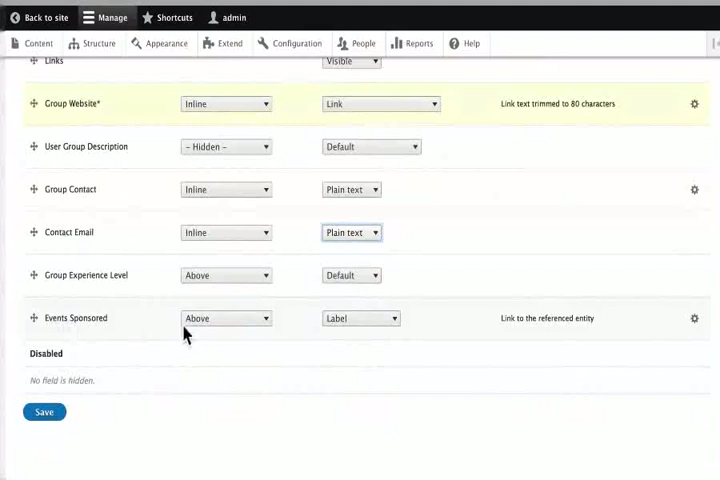 Back to site Manage Shortcuts admin
Content Structure Appearance Extend Configuration People Reports Help
Links Visible
Group Website* Inline Link Link text trimmed to 80 characters
User Group Description - Hidden - Default
Group Contact Inline Plain text
Contact Email Inline Plain text
Group Experience Level Above Default
Events Sponsored Above Label Link to the referenced entity
Disabled
No field is hidden.
Save